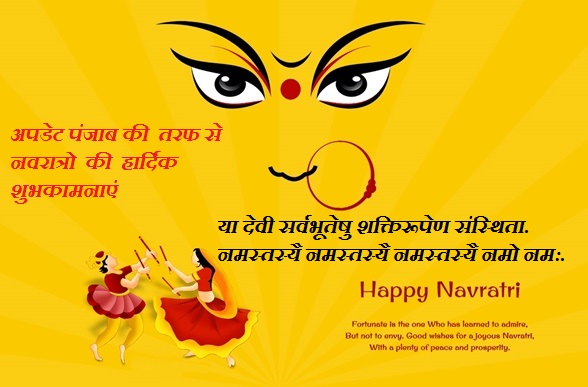 अपडेट पंजाब की तरफ से
नवरात्रो की हार्दिक
शुभकामनाएं
या देवी सर्वभूतेषु शक्तिरूपेण संस्थिता.
नमस्तस्यै नमस्तस्यै नमस्तस्यै नमो नमः.
Happy Navratri
Fortunate is the one Who has learned to admire,
But not to envy. Good wishes for a joyous Navratri,
With a plenty of peace and prosperity.